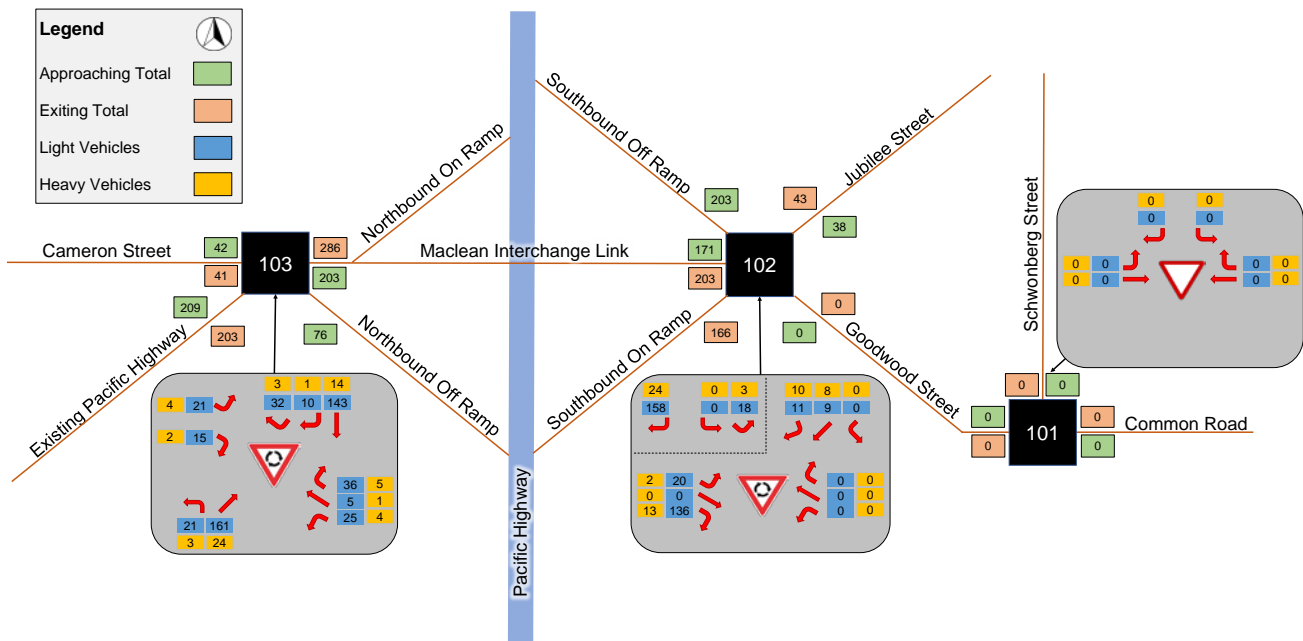 Legend
Approaching Total
Exiting Total
Light Vehicles
Heavy Vehicles
Southbound Off Ramp
Jubilee Street
Northbound On Ramp
Schwonberg Street
0 0
0 0
0 0 0 0
0 0 0 0
203 43
38
Cameron Street 42 286 Maclean Interchange Link 171
103 102
41 203 203
209
203 76
166 0
0
Existing Pacific Highway
Northbound Off Ramp
Southbound On Ramp
Goodwood Street
Pacific Highway
0 0
0 0
101
0 0
Common Road
3 1 14
32 10 143
4 21
2 15
36 5
5 1
25 4
21 161
3 24
24 0 3 10 8 0
158 0 18 11 9 0
2 20 0 0
0 0 0 0
13 136 0 0